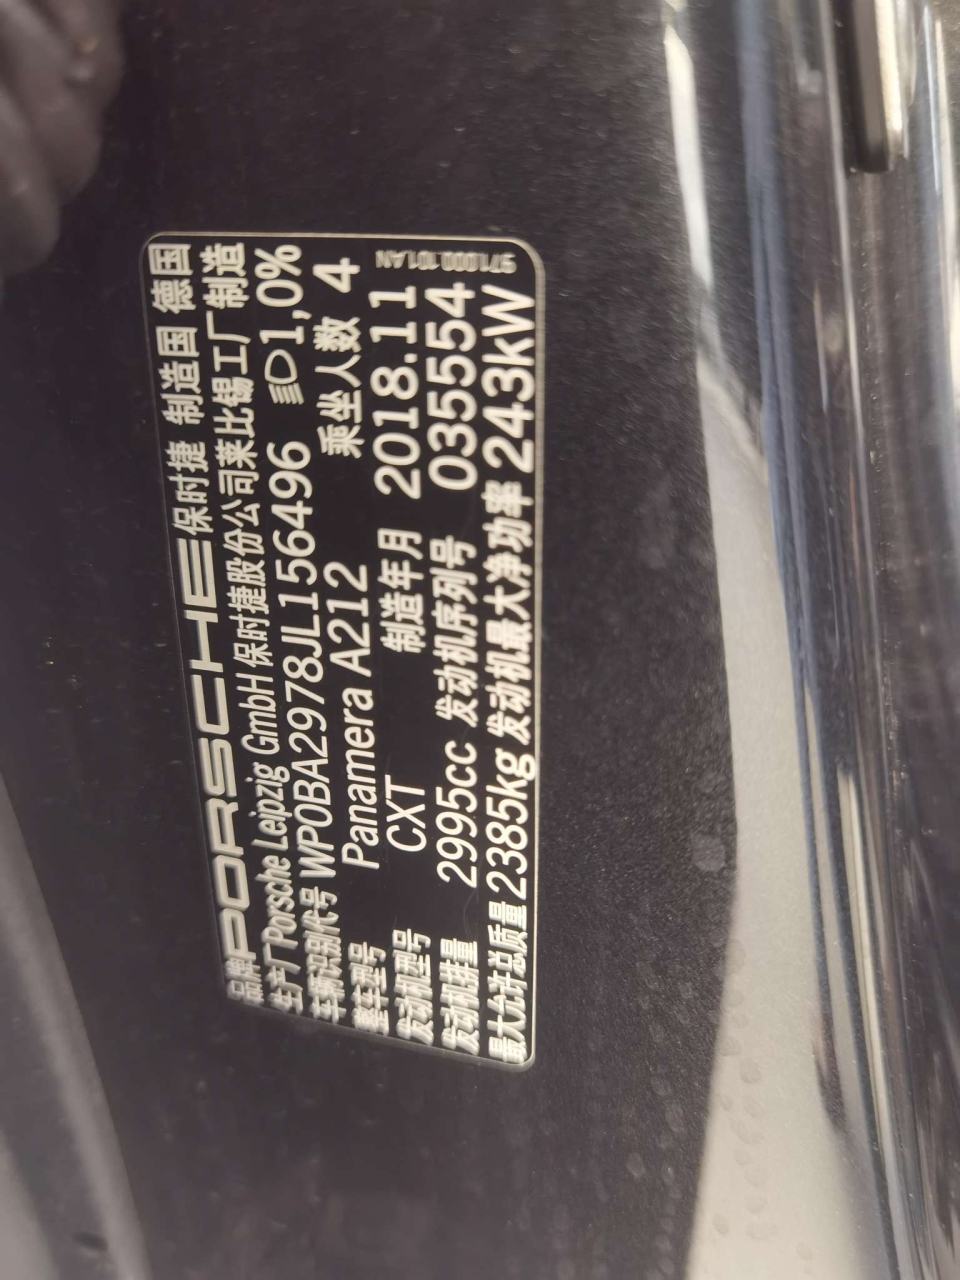 品牌 PORSCHE 保时捷 制造国 德国
生产厂 Porsche Leipzig GmbH 保时捷股份公司莱比锡工厂制造
车辆识别代号 WP0BA2978JL156496 1,0%
整车型号 Panamera A212 乘坐人数 4
发动机型号 CXT 制造年月 2018.11
发动机排量 2995cc 发动机序列号 035554
最大允许总质量 2385kg 发动机最大净功率 243kW
971.000.101.AN